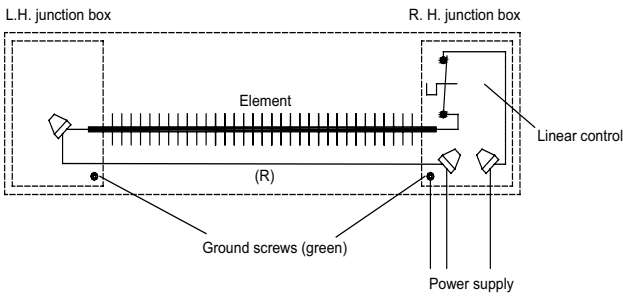 L.H. junction box
R. H. junction box
Element
Linear control
(R)
Ground screws (green)
Power supply